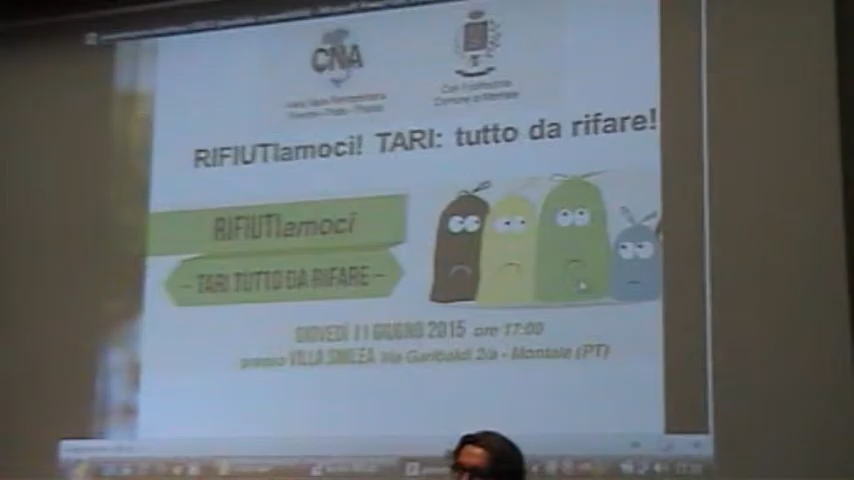 CNA
RIFIUTIamoci! TARI: tutto da rifare!
RIFIUTIamoci
- TARI TUTTO DA RIFARE -
GIOVEDÌ 11 GIUGNO 2015 ore 17:00
presso VILLA SMILEA Via Garibaldi 2/a - Montale (PT)